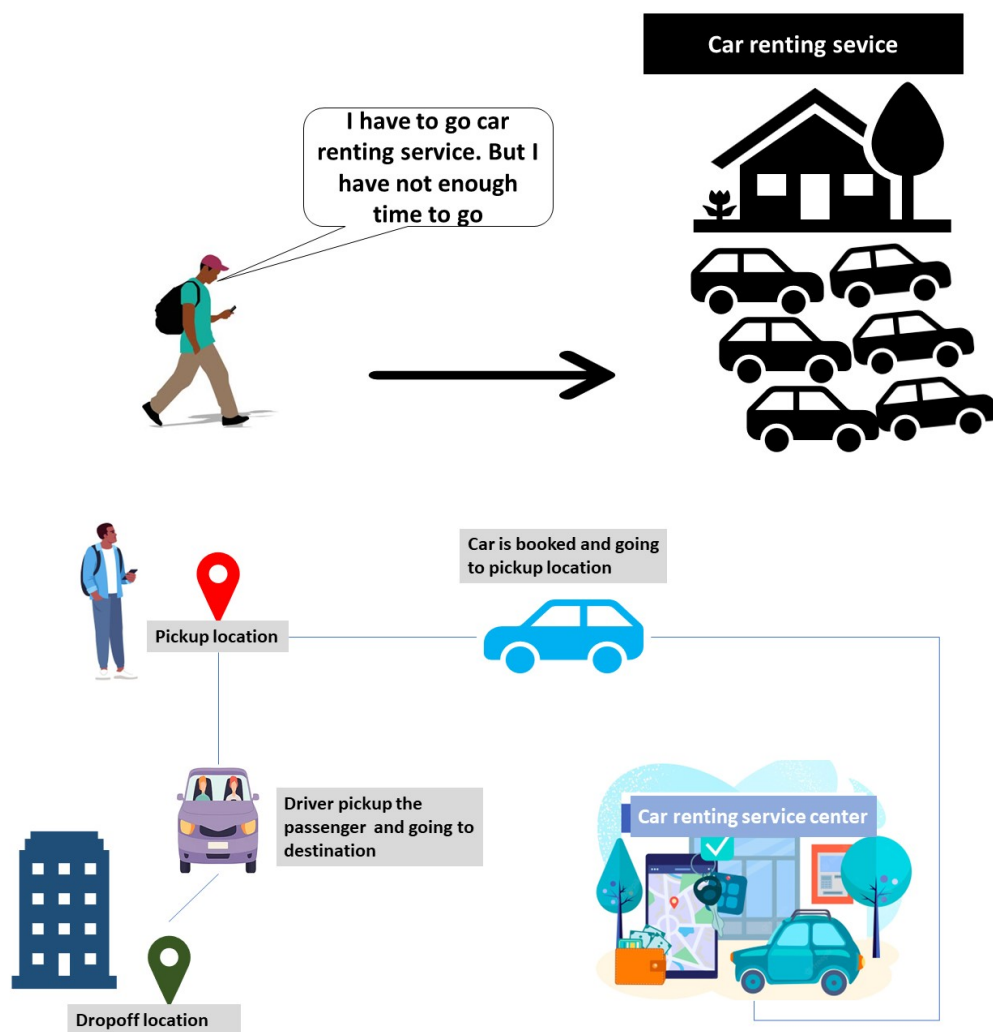 Car renting sevice
I have to go car
renting service. But I
have not enough
time to go
Car is booked and going
to pickup location
Pickup location
Driver pickup the
passenger and going to
destination
Car renting service center
Dropoff location